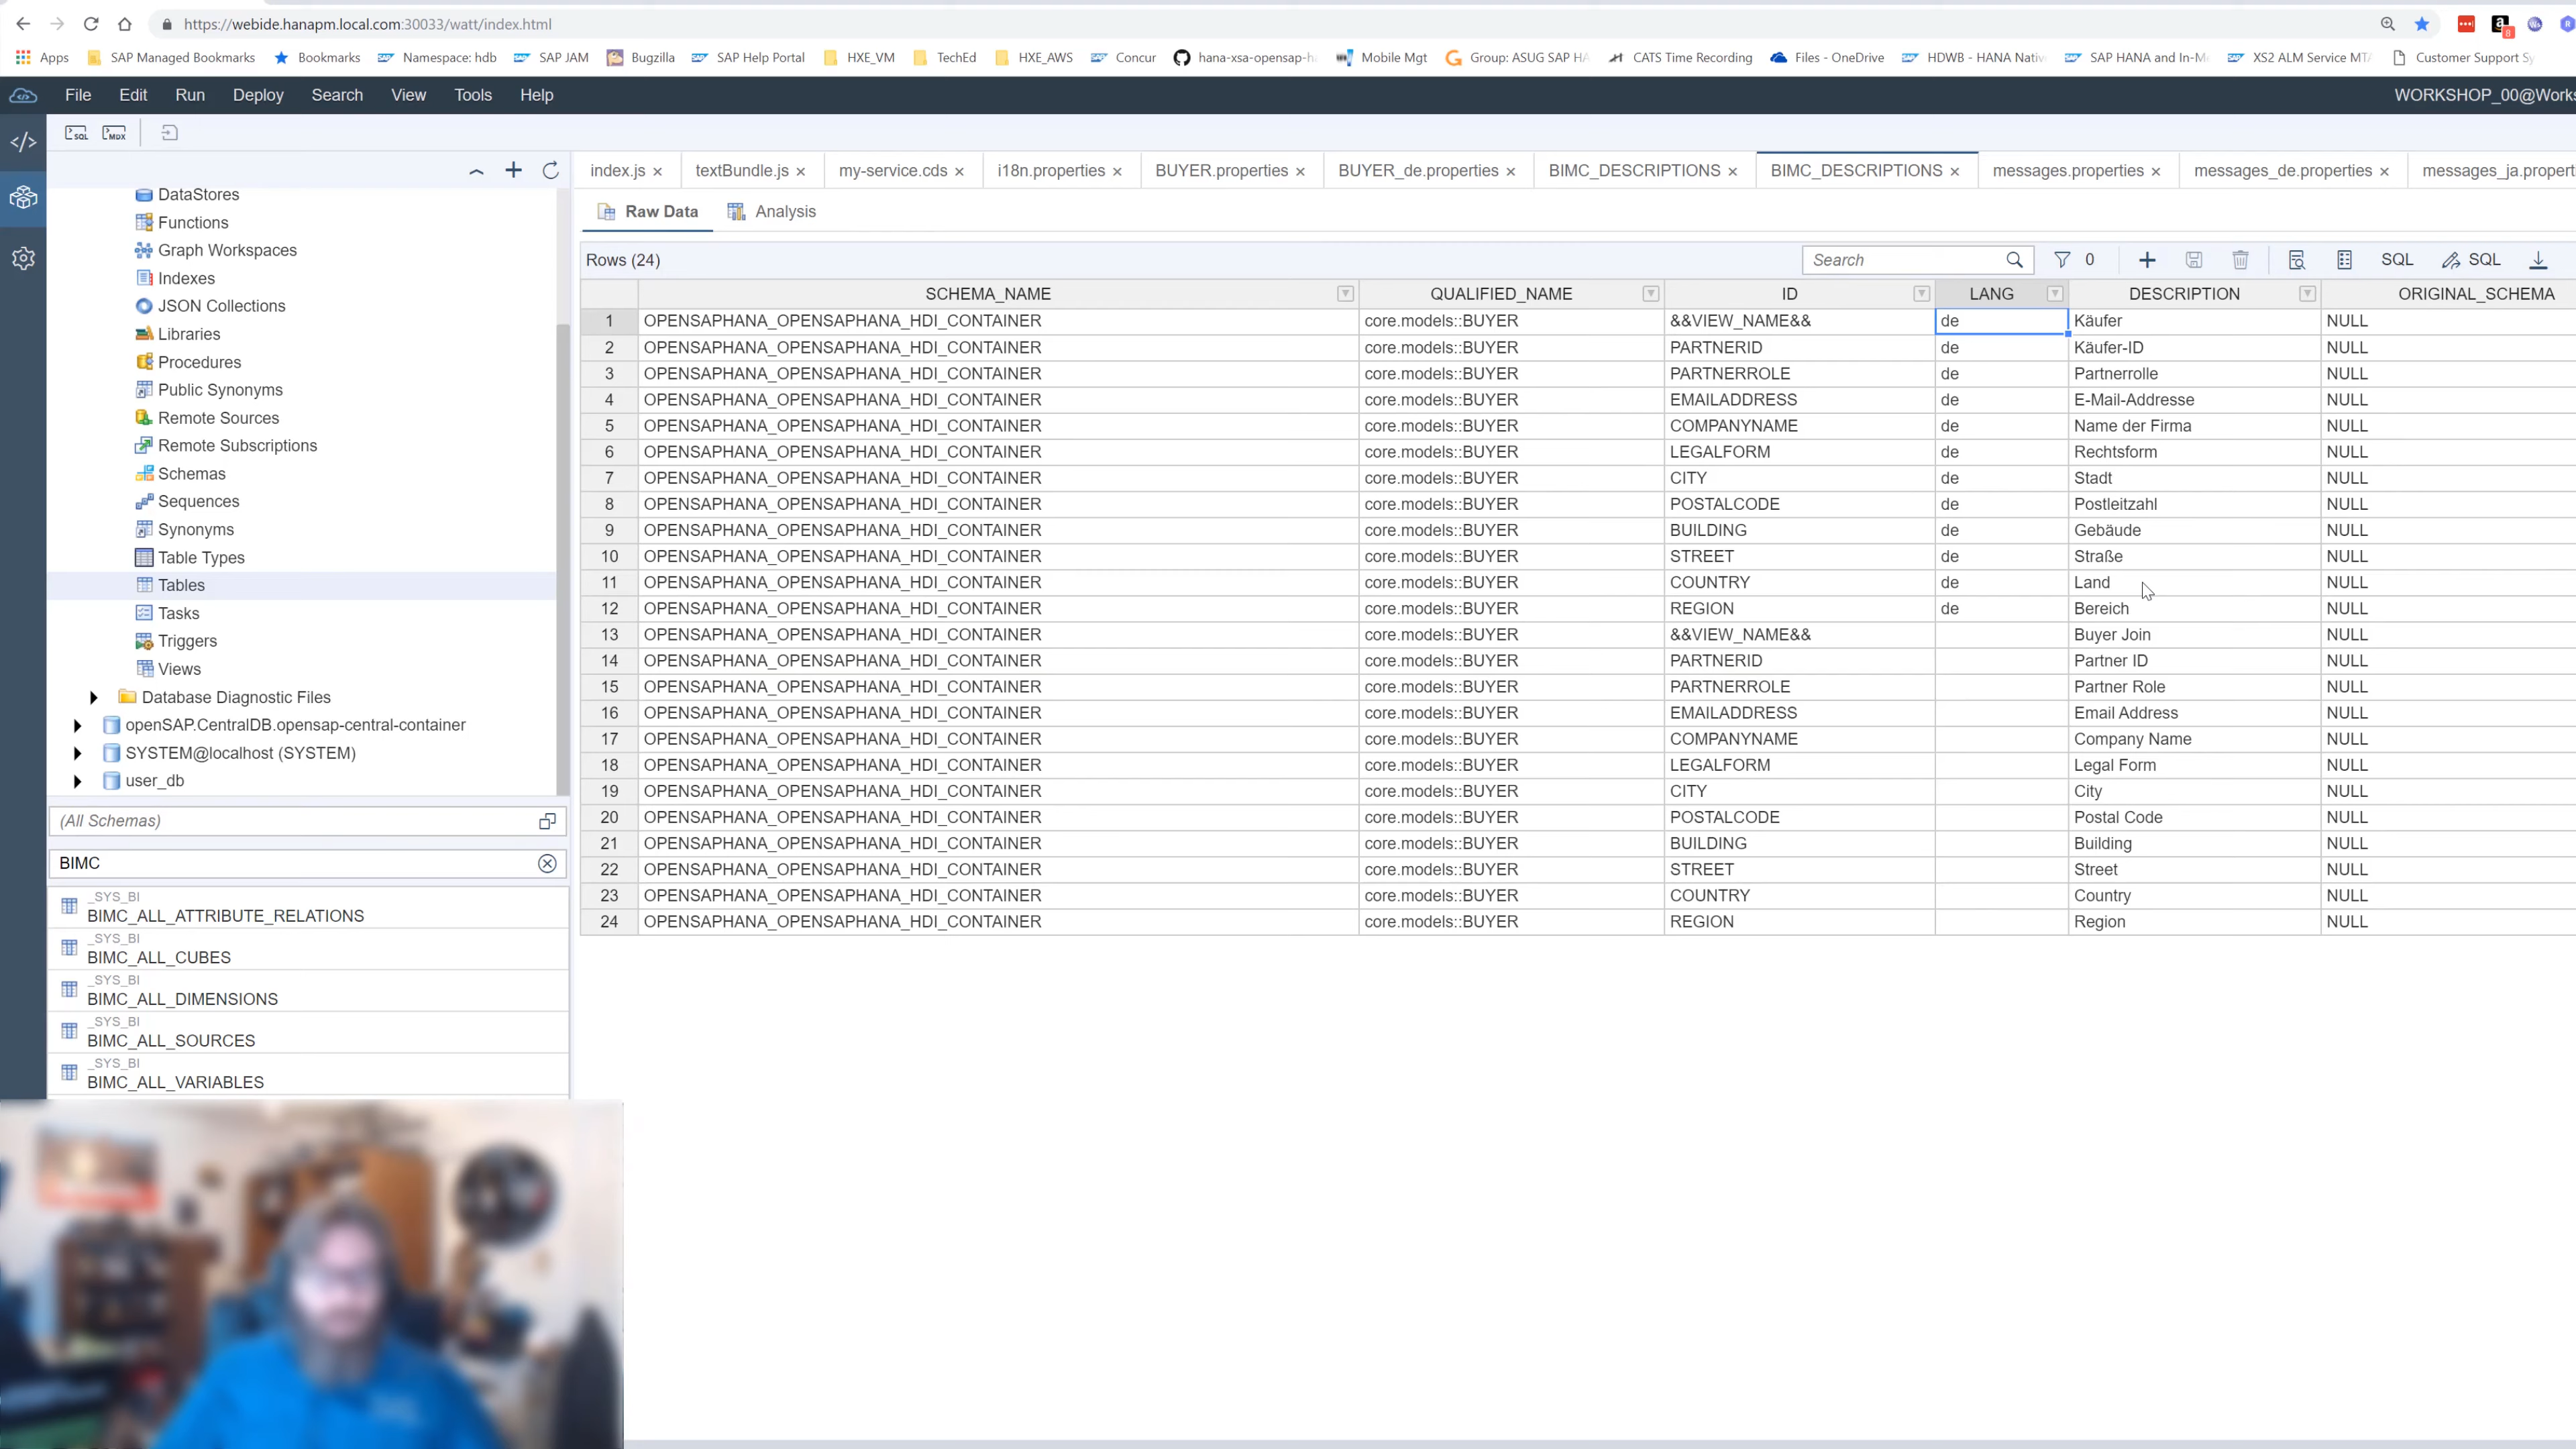 https://webide.hanapm.local.com:30033/watt/index.html
Apps SAP Managed Bookmarks Bookmarks Namespace: hdb SAP JAM Bugzilla SAP Help Portal HXE_VM TechEd HXE_AWS Concur hana-xsa-opensap-h Mobile Mgt Group: ASUG SAP HA CATS Time Recording Files - OneDrive HDWB - HANA Nativ SAP HANA and In-M XS2 ALM Service MT Customer Support Sy
File Edit Run Deploy Search View Tools Help WORKSHOP_00@Works
SQL MDX
index.js × textBundle.js × my-service.cds × i18n.properties × BUYER.properties × BUYER_de.properties × BIMC_DESCRIPTIONS × BIMC_DESCRIPTIONS × messages.properties × messages_de.properties × messages_ja.propert
DataStores
Functions
Graph Workspaces
Indexes
JSON Collections
Libraries
Procedures
Public Synonyms
Remote Sources
Remote Subscriptions
Schemas
Sequences
Synonyms
Table Types
Tables
Tasks
Triggers
Views
Database Diagnostic Files
openSAP.CentralDB.opensap-central-container
SYSTEM@localhost (SYSTEM)
user_db
(All Schemas)
BIMC
_SYS_BI
BIMC_ALL_ATTRIBUTE_RELATIONS
_SYS_BI
BIMC_ALL_CUBES
_SYS_BI
BIMC_ALL_DIMENSIONS
_SYS_BI
BIMC_ALL_SOURCES
_SYS_BI
BIMC_ALL_VARIABLES
Raw Data Analysis
Rows (24) Search 0 SQL SQL
SCHEMA_NAME QUALIFIED_NAME ID LANG DESCRIPTION ORIGINAL_SCHEMA
1 OPENSAPHANA_OPENSAPHANA_HDI_CONTAINER core.models::BUYER &&VIEW_NAME&& de Käufer NULL
2 OPENSAPHANA_OPENSAPHANA_HDI_CONTAINER core.models::BUYER PARTNERID de Käufer-ID NULL
3 OPENSAPHANA_OPENSAPHANA_HDI_CONTAINER core.models::BUYER PARTNERROLE de Partnerrolle NULL
4 OPENSAPHANA_OPENSAPHANA_HDI_CONTAINER core.models::BUYER EMAILADDRESS de E-Mail-Addresse NULL
5 OPENSAPHANA_OPENSAPHANA_HDI_CONTAINER core.models::BUYER COMPANYNAME de Name der Firma NULL
6 OPENSAPHANA_OPENSAPHANA_HDI_CONTAINER core.models::BUYER LEGALFORM de Rechtsform NULL
7 OPENSAPHANA_OPENSAPHANA_HDI_CONTAINER core.models::BUYER CITY de Stadt NULL
8 OPENSAPHANA_OPENSAPHANA_HDI_CONTAINER core.models::BUYER POSTALCODE de Postleitzahl NULL
9 OPENSAPHANA_OPENSAPHANA_HDI_CONTAINER core.models::BUYER BUILDING de Gebäude NULL
10 OPENSAPHANA_OPENSAPHANA_HDI_CONTAINER core.models::BUYER STREET de Straße NULL
11 OPENSAPHANA_OPENSAPHANA_HDI_CONTAINER core.models::BUYER COUNTRY de Land NULL
12 OPENSAPHANA_OPENSAPHANA_HDI_CONTAINER core.models::BUYER REGION de Bereich NULL
13 OPENSAPHANA_OPENSAPHANA_HDI_CONTAINER core.models::BUYER &&VIEW_NAME&& Buyer Join NULL
14 OPENSAPHANA_OPENSAPHANA_HDI_CONTAINER core.models::BUYER PARTNERID Partner ID NULL
15 OPENSAPHANA_OPENSAPHANA_HDI_CONTAINER core.models::BUYER PARTNERROLE Partner Role NULL
16 OPENSAPHANA_OPENSAPHANA_HDI_CONTAINER core.models::BUYER EMAILADDRESS Email Address NULL
17 OPENSAPHANA_OPENSAPHANA_HDI_CONTAINER core.models::BUYER COMPANYNAME Company Name NULL
18 OPENSAPHANA_OPENSAPHANA_HDI_CONTAINER core.models::BUYER LEGALFORM Legal Form NULL
19 OPENSAPHANA_OPENSAPHANA_HDI_CONTAINER core.models::BUYER CITY City NULL
20 OPENSAPHANA_OPENSAPHANA_HDI_CONTAINER core.models::BUYER POSTALCODE Postal Code NULL
21 OPENSAPHANA_OPENSAPHANA_HDI_CONTAINER core.models::BUYER BUILDING Building NULL
22 OPENSAPHANA_OPENSAPHANA_HDI_CONTAINER core.models::BUYER STREET Street NULL
23 OPENSAPHANA_OPENSAPHANA_HDI_CONTAINER core.models::BUYER COUNTRY Country NULL
24 OPENSAPHANA_OPENSAPHANA_HDI_CONTAINER core.models::BUYER REGION Region NULL